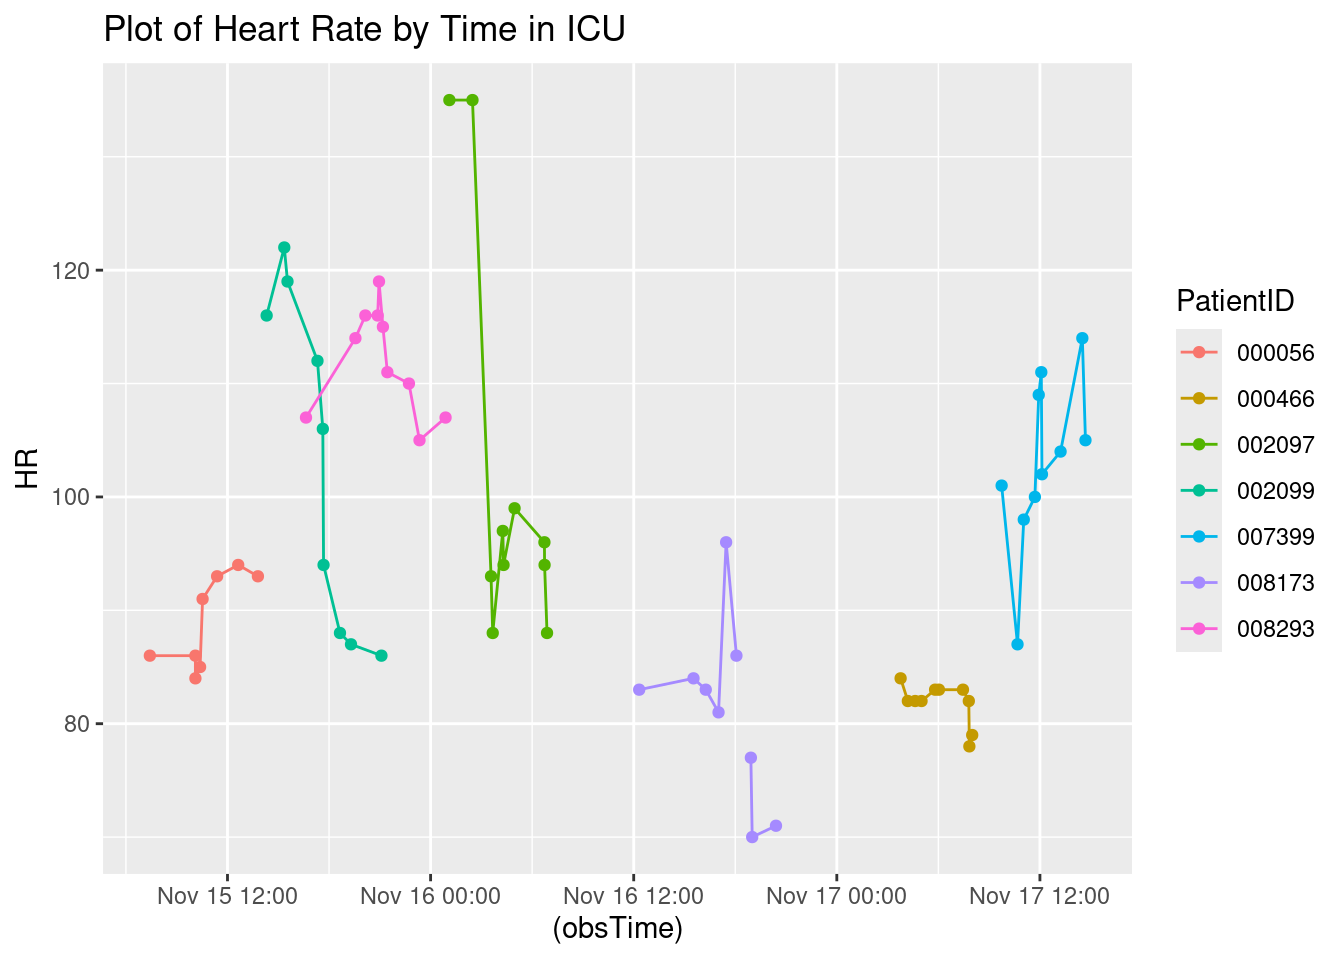 Plot of Heart Rate by Time in ICU
HR
120
100
80
Nov 15 12:00
Nov 16 00:00
Nov 16 12:00
Nov 17 00:00
Nov 17 12:00
(obsTime)
PatientID
000056
000466
002097
002099
007399
008173
008293